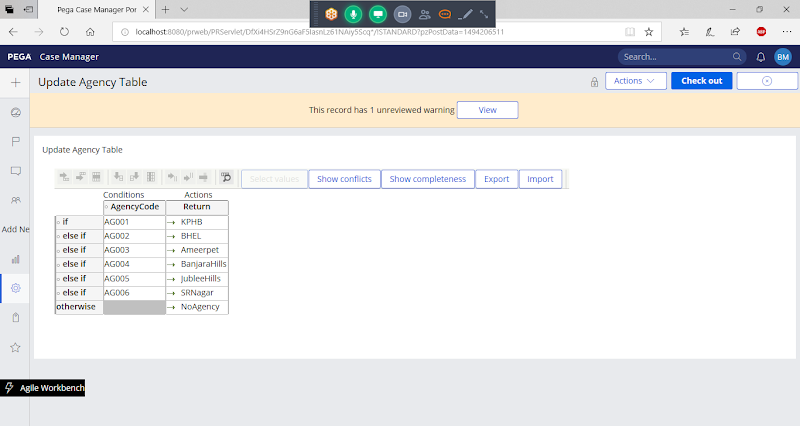 Pega Case Manager Por
localhost:8080/prweb/PRServlet/DfXi4HSrZ9nG6aF5IasnLz61NAiy5Scg*/!STANDARD?pzPostData=1494206511
PEGA Case Manager
Search...
BM
Update Agency Table
Actions
Check out
This record has 1 unreviewed warning
View
Update Agency Table
Select values
Show conflicts
Show completeness
Export
Import
Conditions Actions
AgencyCode Return
if AG001 → KPHB
else if AG002 → BHEL
else if AG003 → Ameerpet
else if AG004 → BanjaraHills
else if AG005 → JubleeHills
else if AG006 → SRNagar
otherwise → NoAgency
Add Ne
Agile Workbench